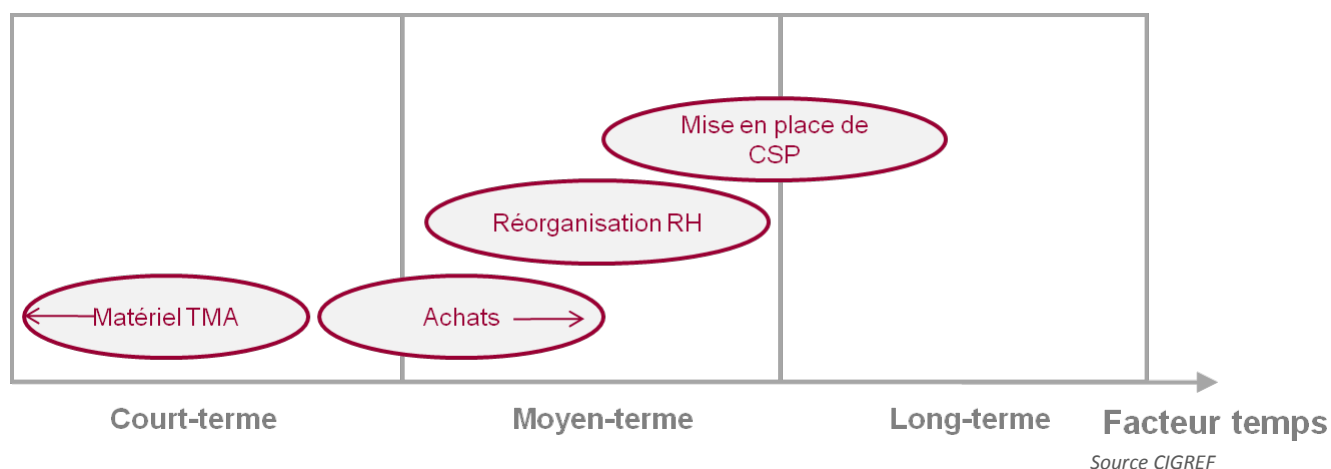 Mise en place de
CSP
Réorganisation RH
Matériel TMA
Achats
Court-terme
Moyen-terme
Long-terme
Facteur temps
Source CIGREF